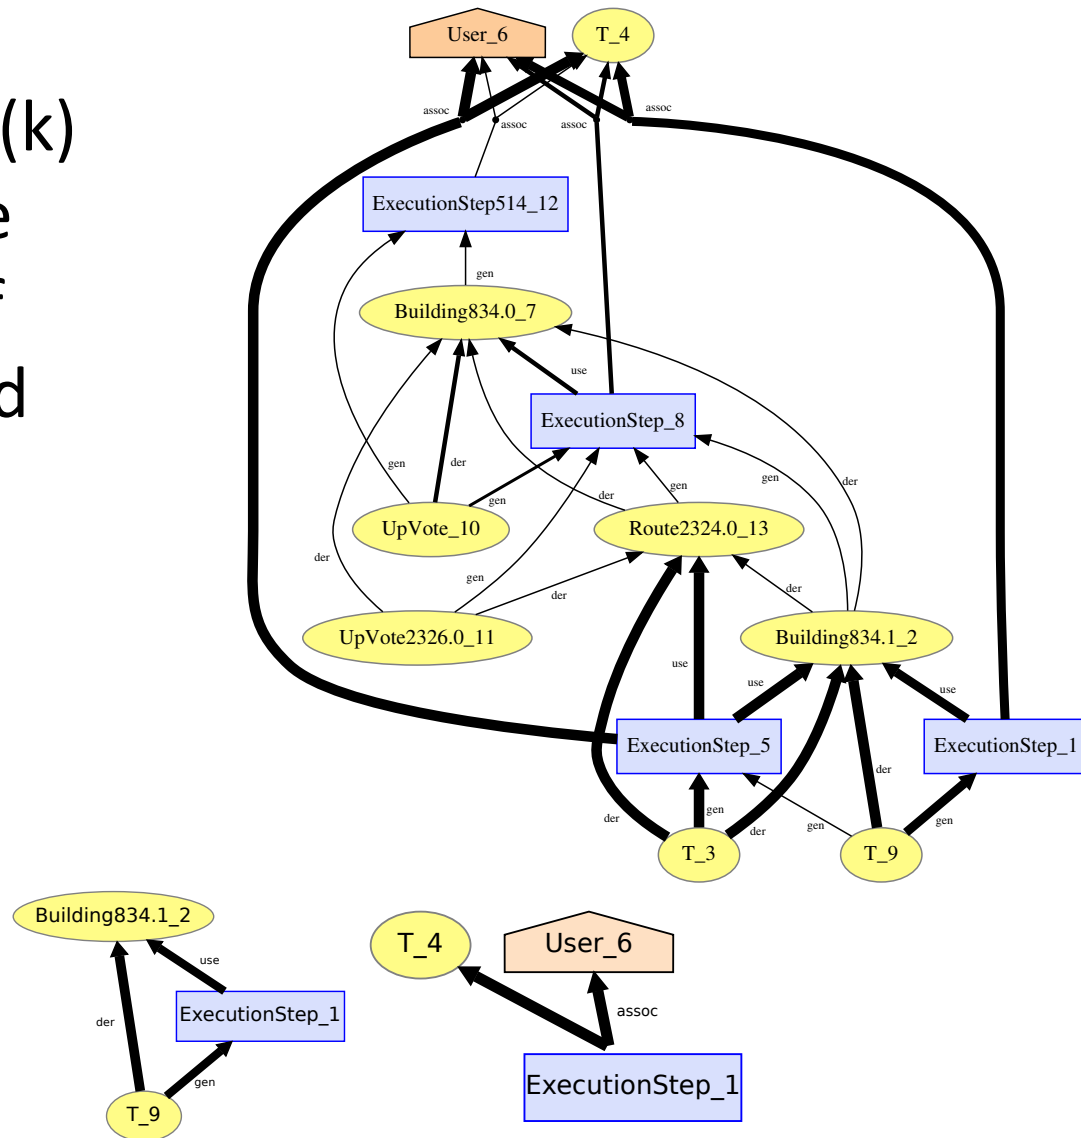 User_6
T_4
(k)
assoc
assoc
assoc
assoc
ExecutionStep514_12
gen
Building834.0_7
use
ExecutionStep_8
gen
der
gen
der
gen
gen
der
UpVote_10
Route2324.0_13
der
gen
der
der
UpVote2326.0_11
Building834.1_2
use
use
use
ExecutionStep_5
ExecutionStep_1
der
der
gen
der
gen
gen
T_3
T_9
Building834.1_2
use
ExecutionStep_1
der
gen
T_9
T_4
User_6
assoc
ExecutionStep_1